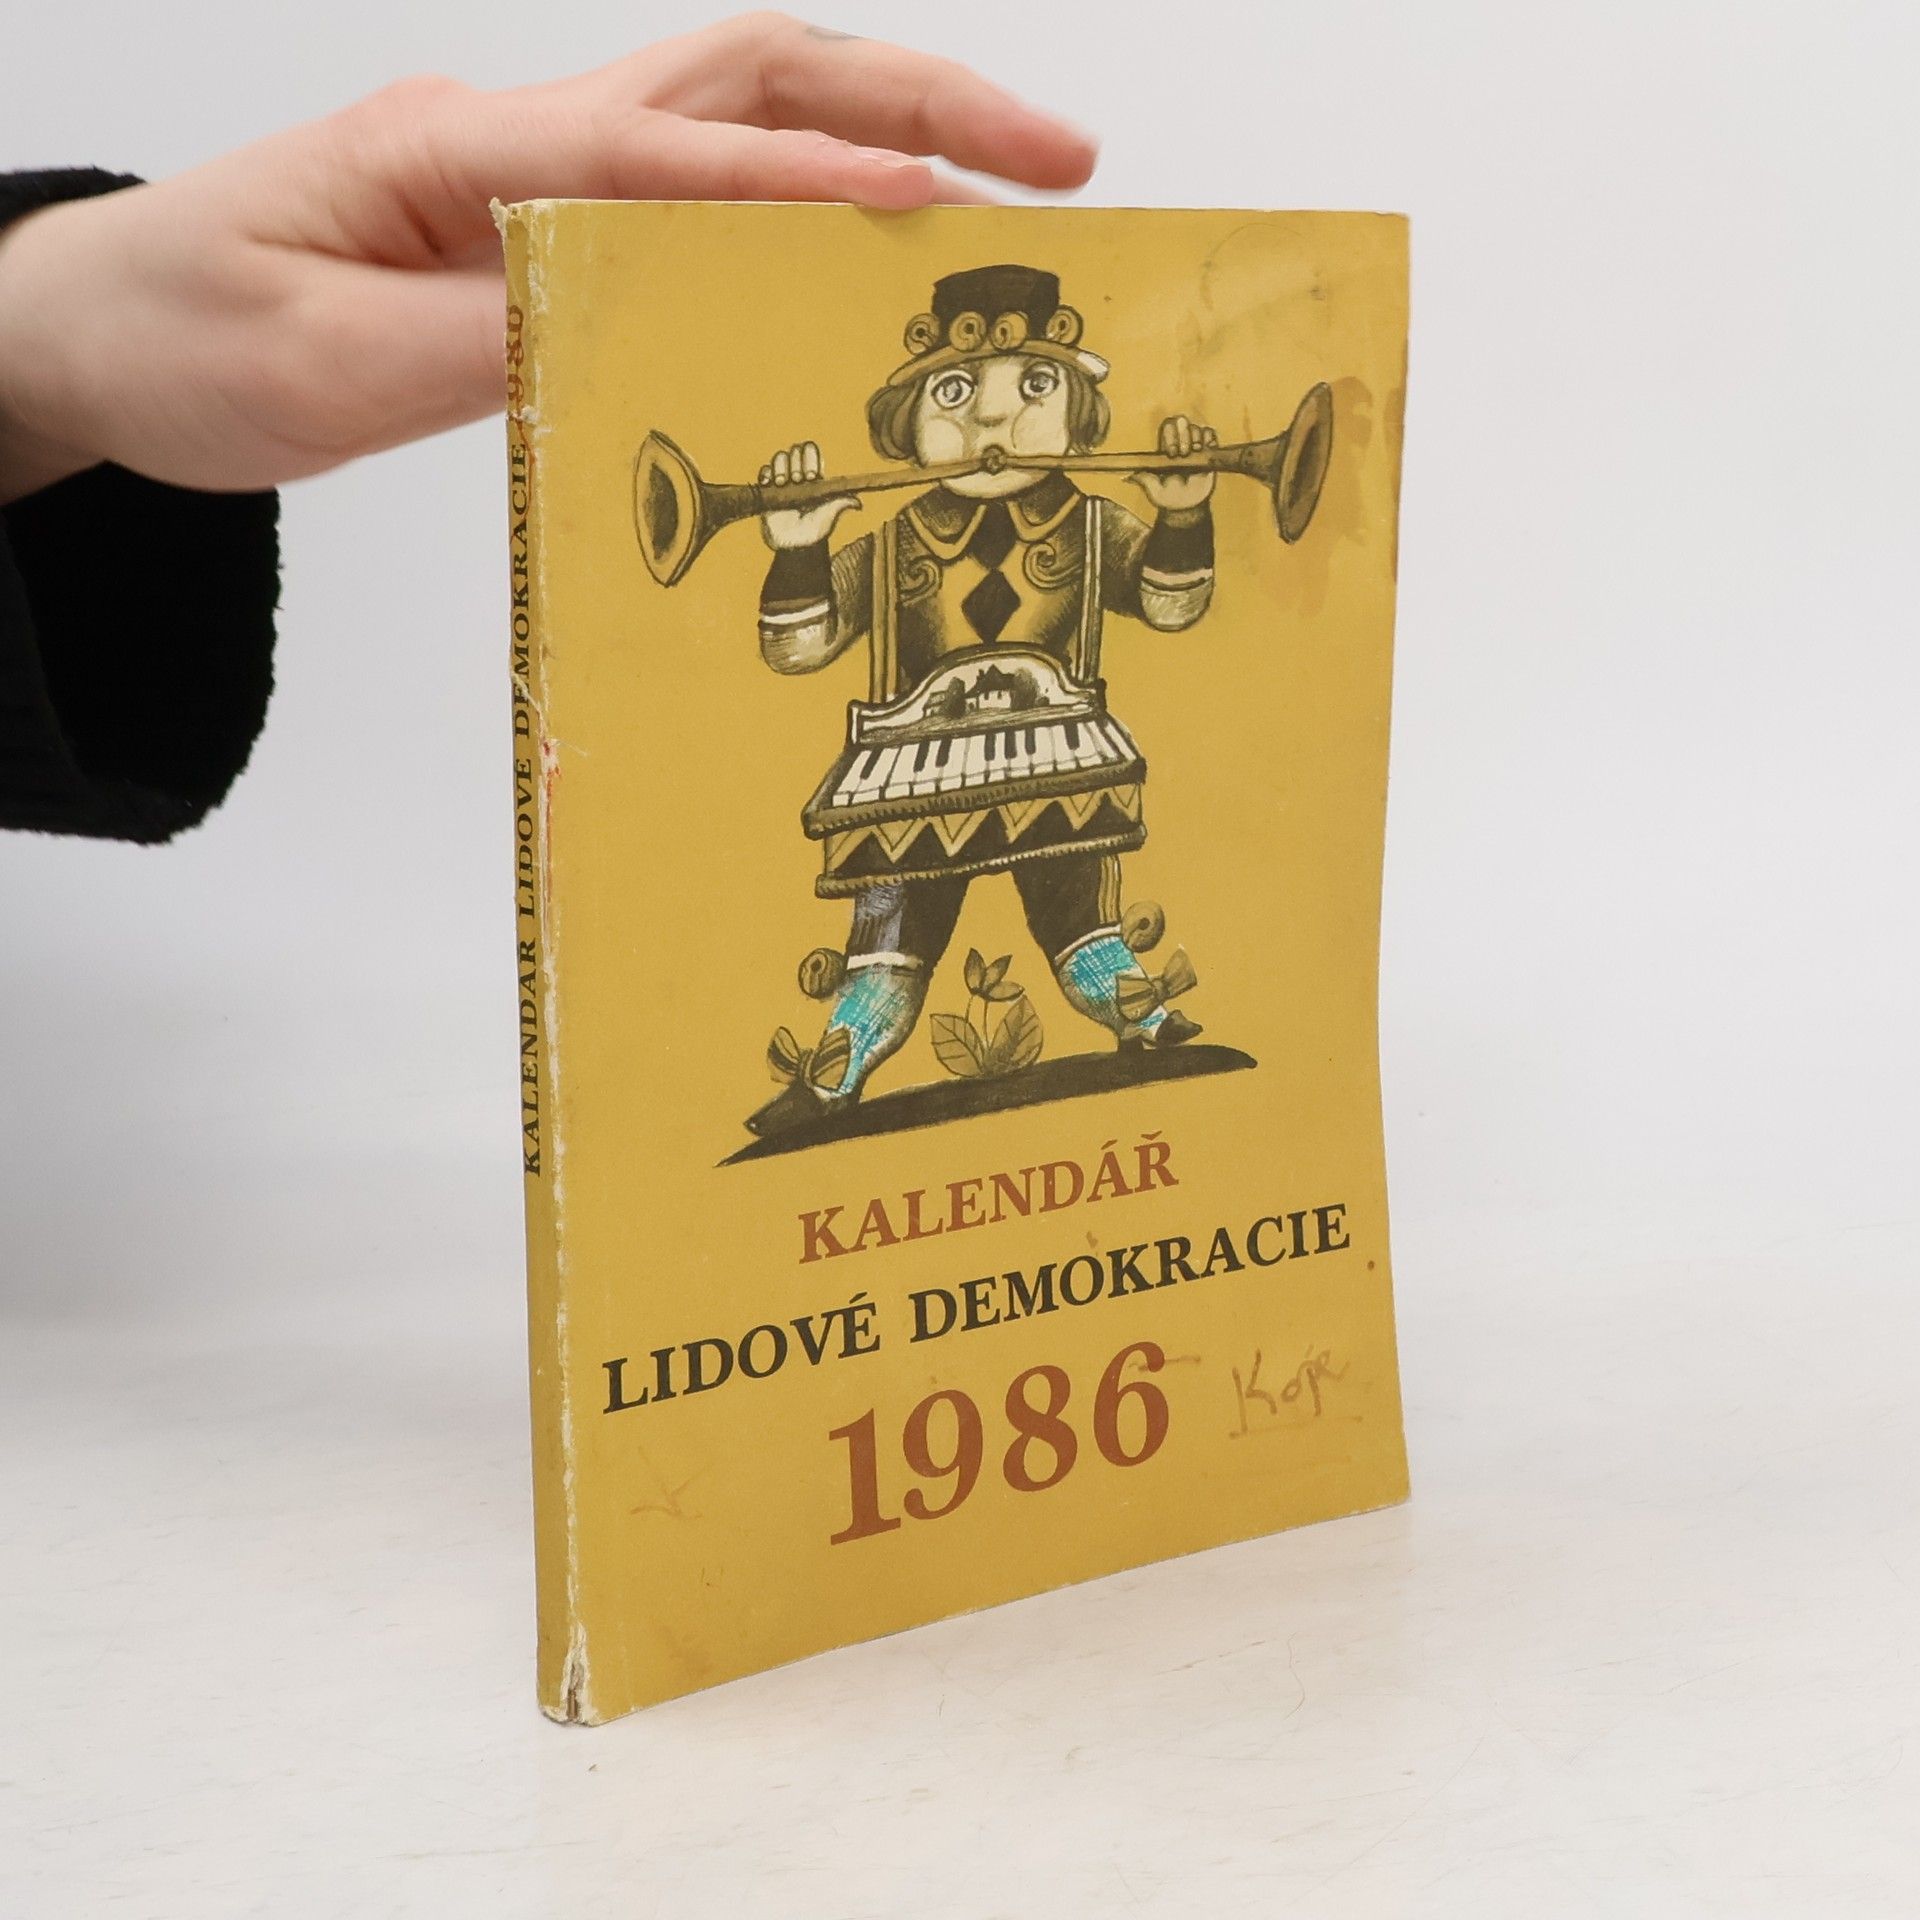 KALENDÁŘ LIDOVÉ DEMOKRACIE 1986
KALENDÁŘ
LIDOVÉ DEMOKRACIE
1986